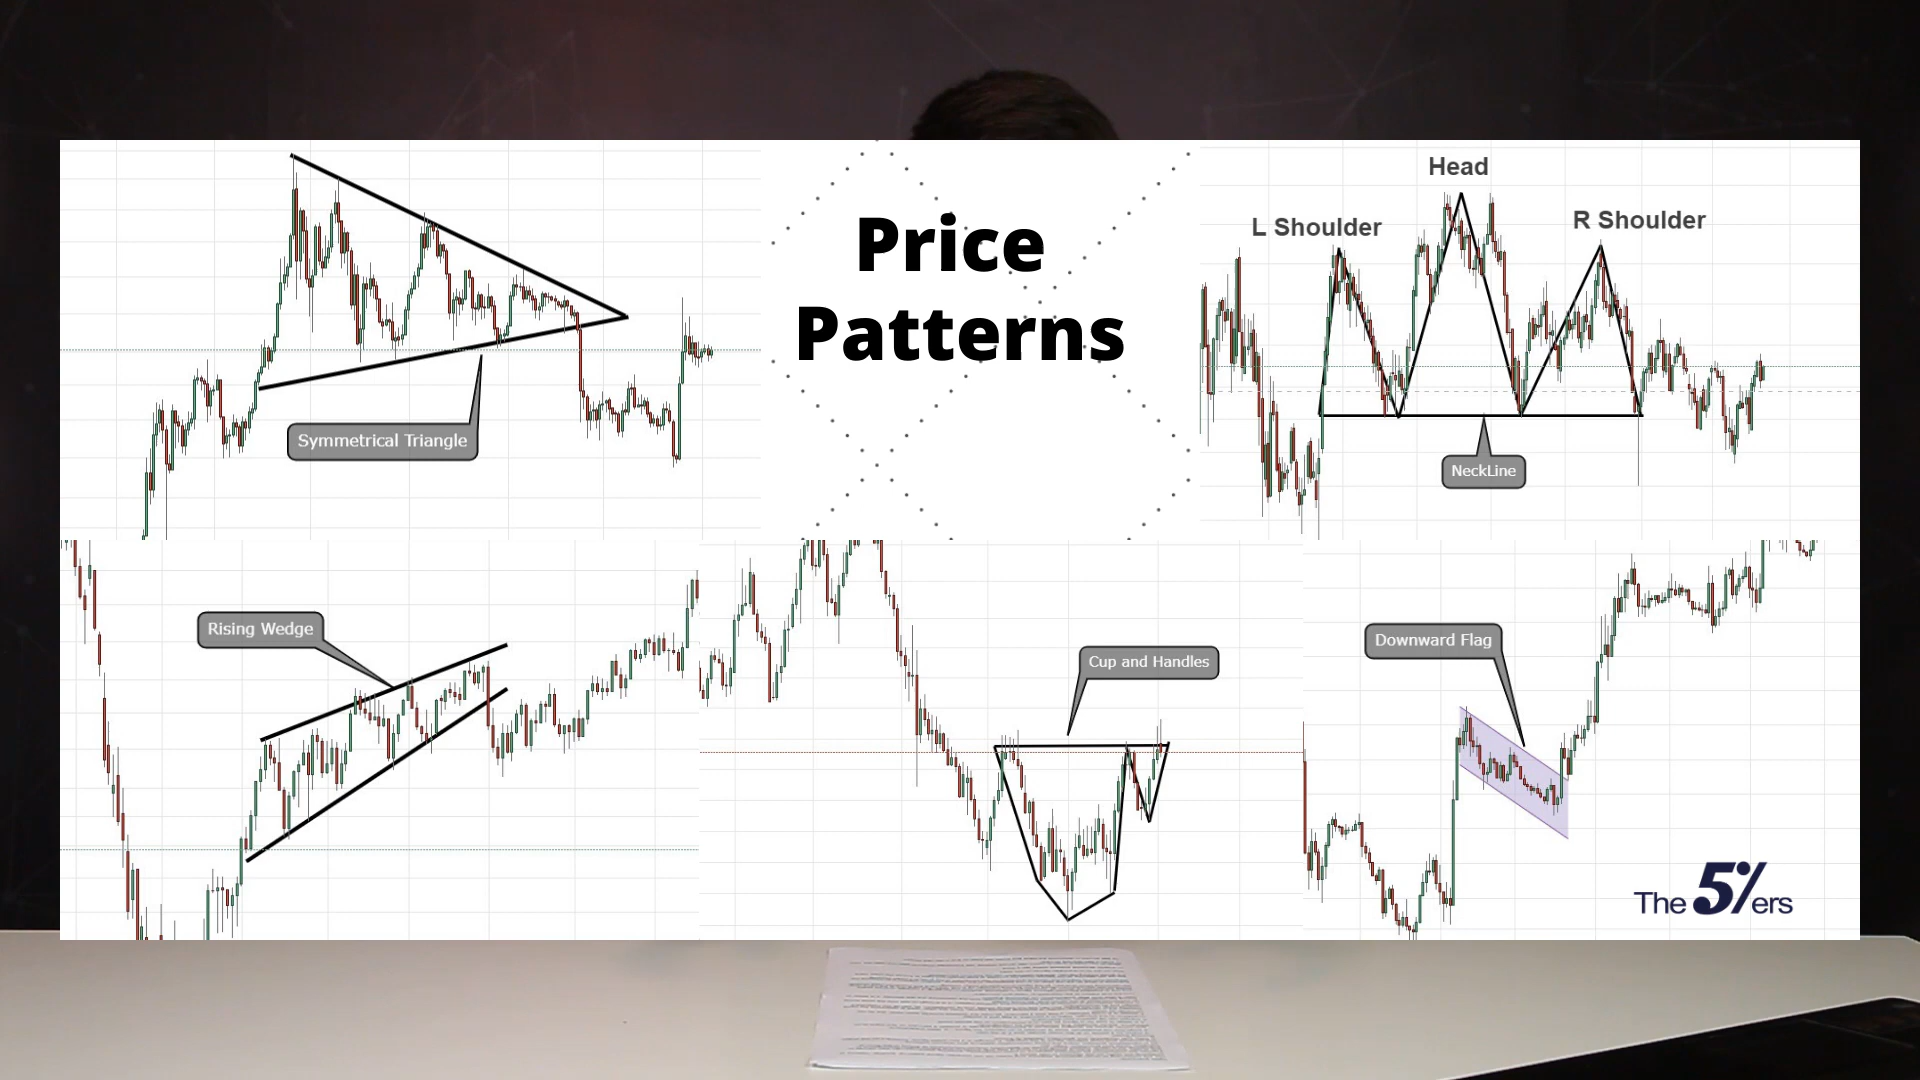 Price
Patterns
Symmetrical Triangle
Head
L Shoulder
R Shoulder
NeckLine
Rising Wedge
Cup and Handles
Downward Flag
The 5%ers